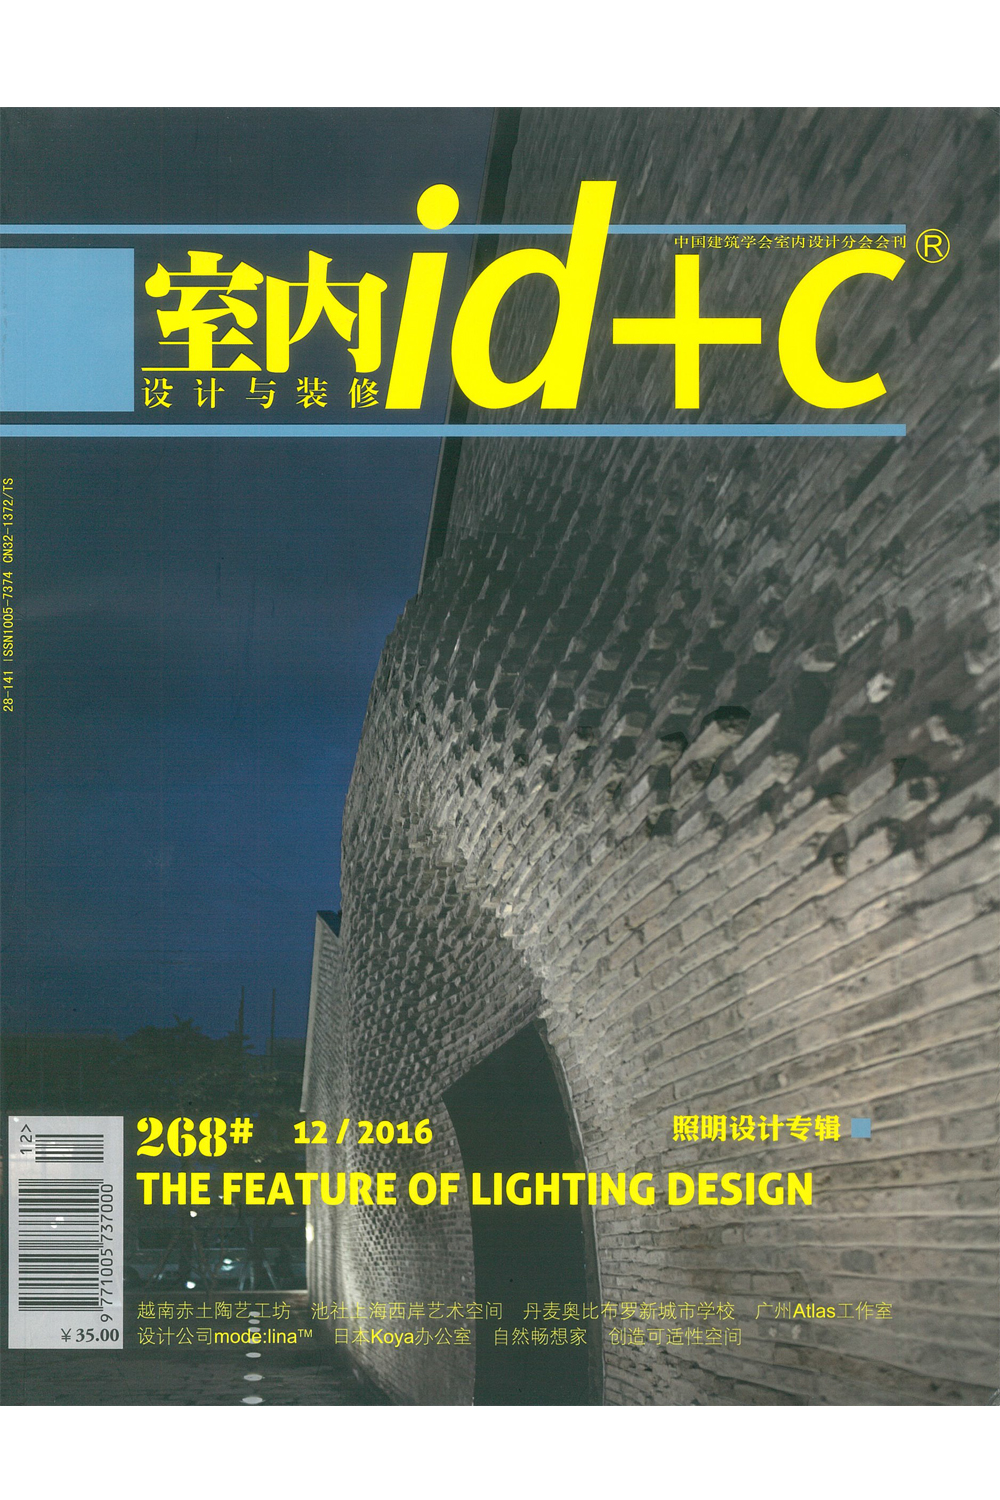 中国建筑学会室内设计分会会刊
室内 id+c ®
设计与装修
28-141 ISSN1005-7374 CN32-1372/TS
268# 12 / 2016
照明设计专辑
THE FEATURE OF LIGHTING DESIGN
越南赤土陶艺工坊 池社上海西岸艺术空间 丹麦奥比布罗新城市学校 广州Atlas工作室
设计公司mode:lina™ 日本Koya办公室 自然畅想家 创造可适性空间
12>
9 771005 737000
¥35.00